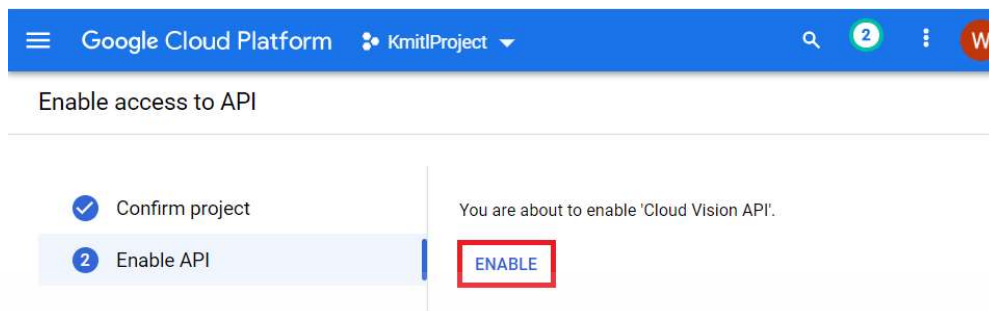 Google Cloud Platform KmitlProject 2 W
Enable access to API
Confirm project
You are about to enable 'Cloud Vision API'.
2 Enable API
ENABLE